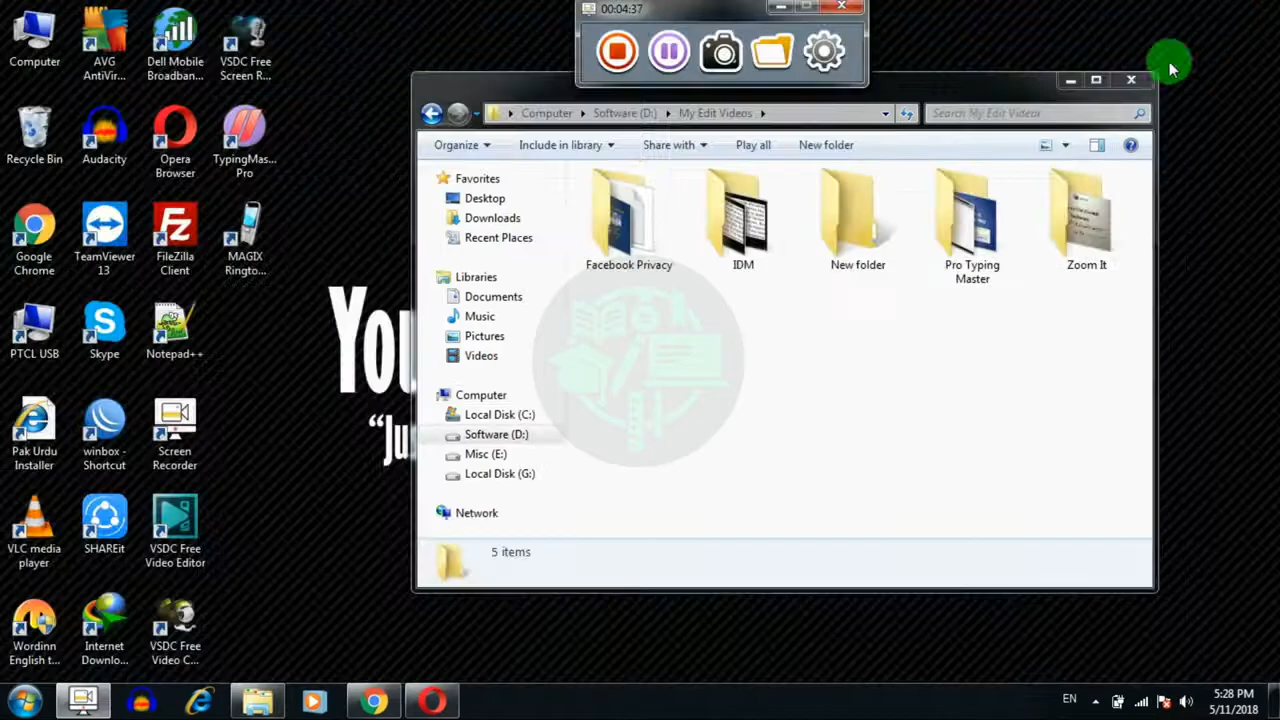 00:04:37
Computer
AVG
AntiVir...
Dell Mobile
Broadban...
VSDC Free
Screen R...
Recycle Bin
Audacity
Opera
Browser
TypingMas...
Pro
Google
Chrome
TeamViewer
13
FileZilla
Client
MAGIX
Rington...
PTCL USB
Skype
Notepad++
Pak Urdu
Installer
winbox -
Shortcut
Screen
Recorder
VLC media
player
SHAREit
VSDC Free
Video Editor
Wordinn
English t...
Internet
Downlo...
VSDC Free
Video C...
You
“Ju
Computer
Software (D:)
My Edit Videos
Search My Edit Videos
Organize
Include in library
Share with
Play all
New folder
Favorites
Desktop
Downloads
Recent Places
Libraries
Documents
Music
Pictures
Videos
Computer
Local Disk (C:)
Software (D:)
Misc (E:)
Local Disk (G:)
Network
Facebook Privacy
IDM
New folder
Pro Typing
Master
Zoom It
5 items
EN
5:28 PM
5/11/2018